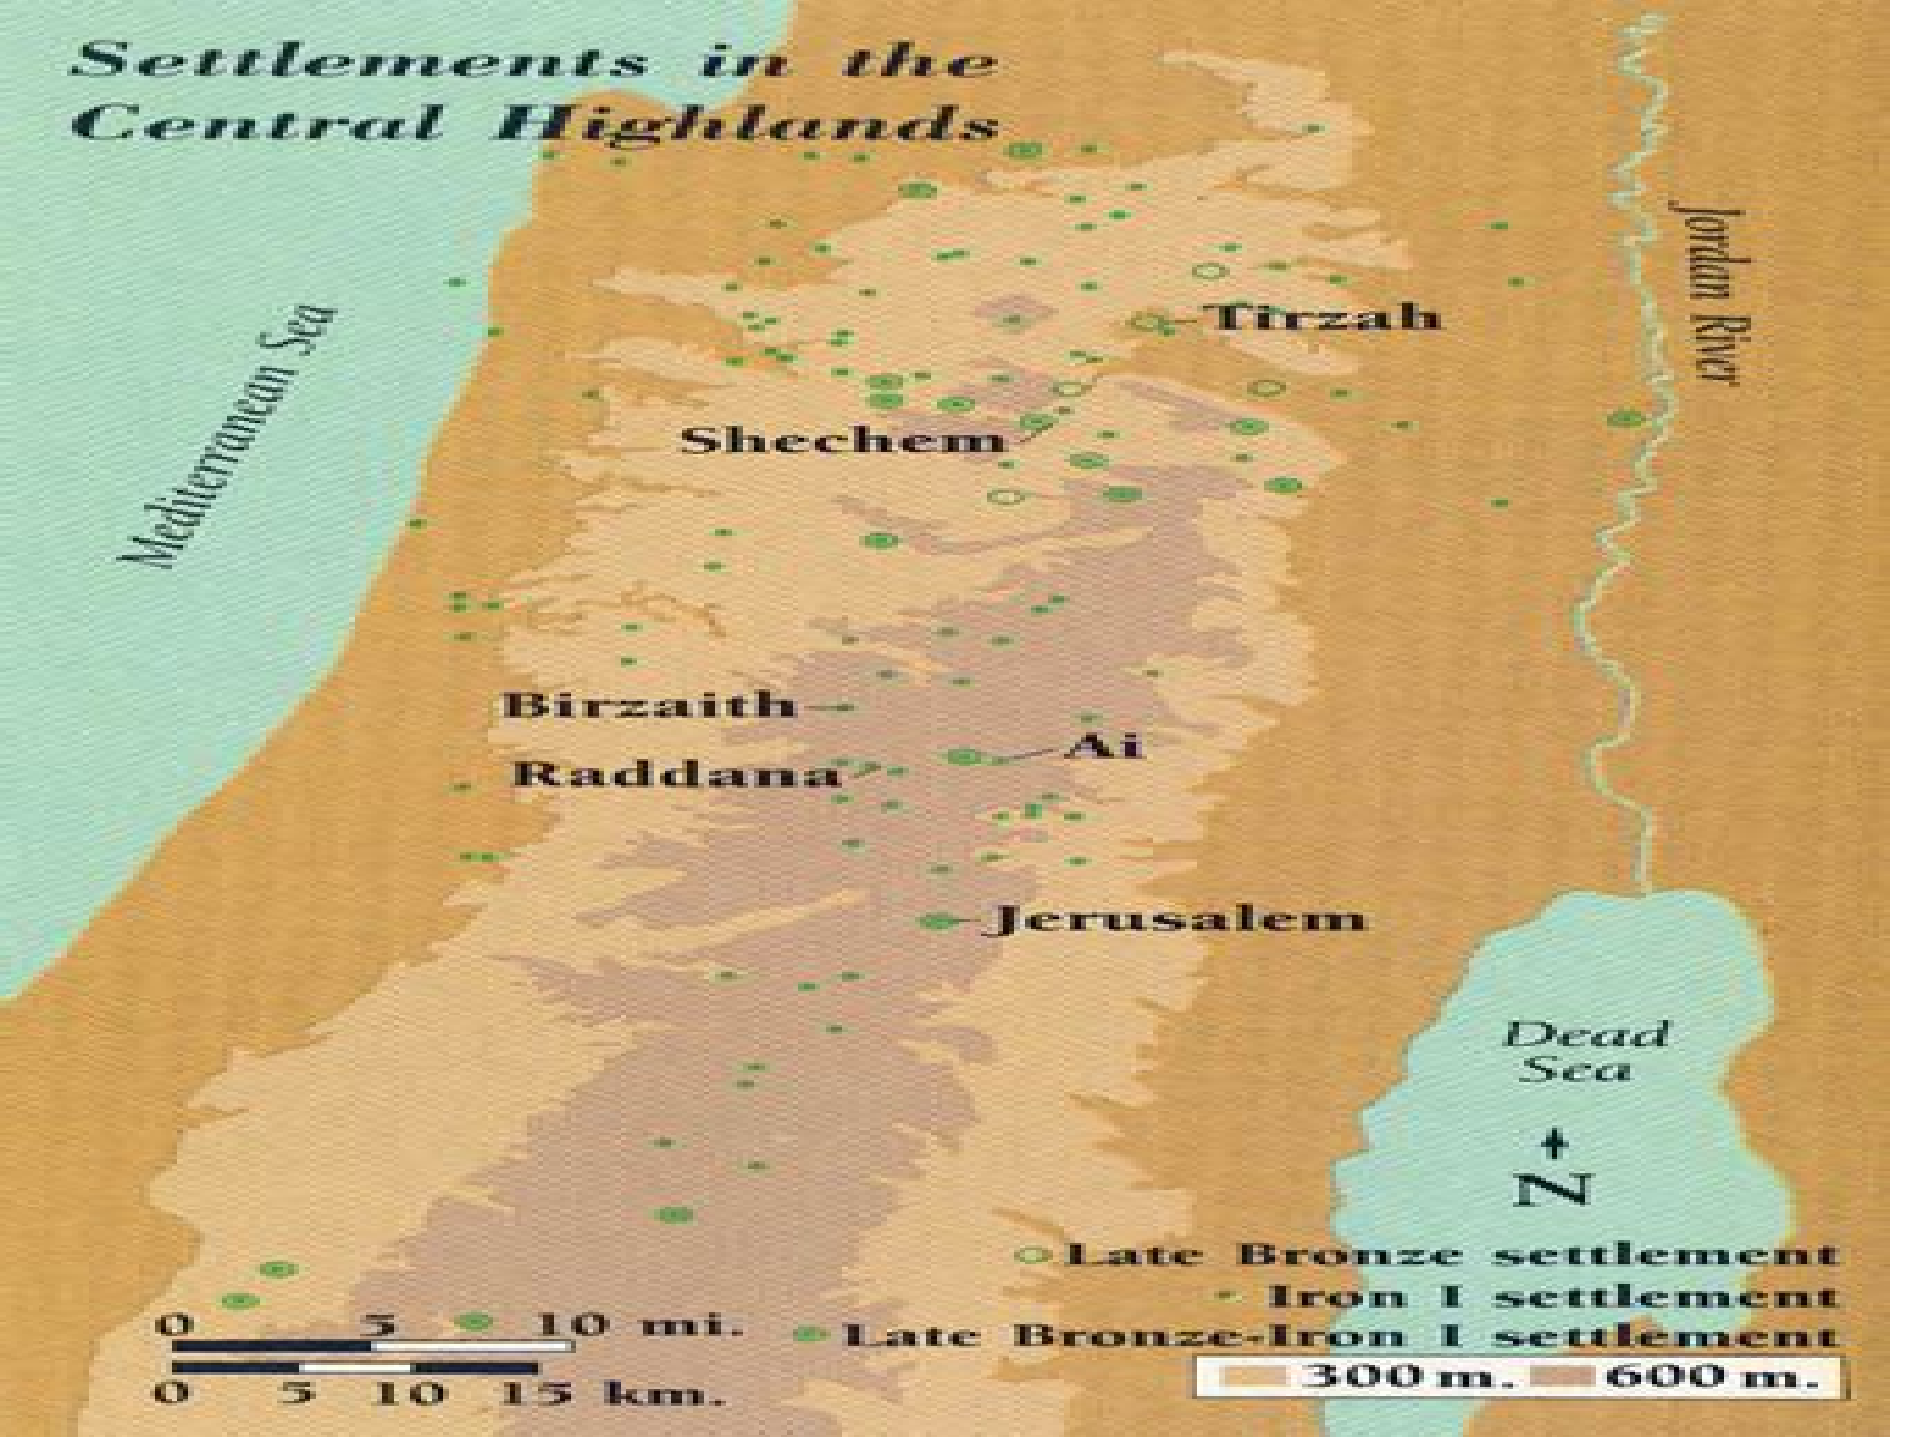 Settlements in the
Central Highlands
Jordan River
Mediterranean Sea
Tirzah
Shechem
Birzaith
Ai
Raddana
Jerusalem
Dead
Sea
N
Late Bronze settlement
Iron I settlement
Late Bronze-Iron I settlement
0 5 10 mi.
0 5 10 15 km.
300 m. 600 m.